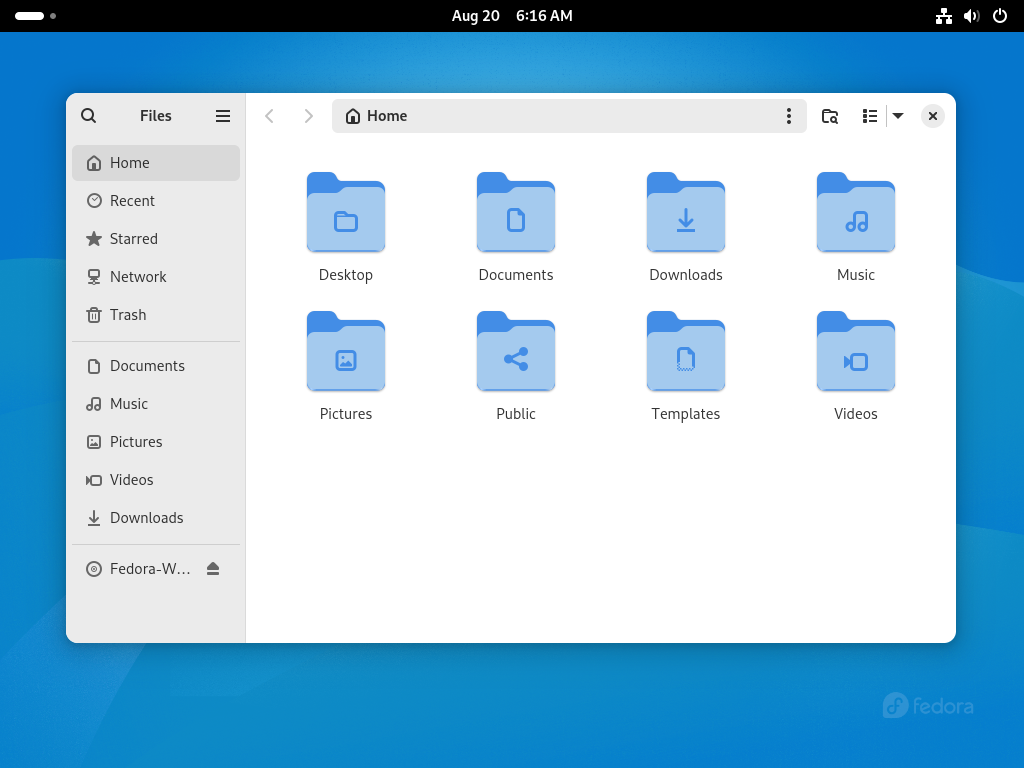 Aug 20 6:16 AM
Files
Home
Home
Recent
Starred
Network
Trash
Documents
Music
Pictures
Videos
Downloads
Fedora-W...
Desktop
Documents
Downloads
Music
Pictures
Public
Templates
Videos
fedora